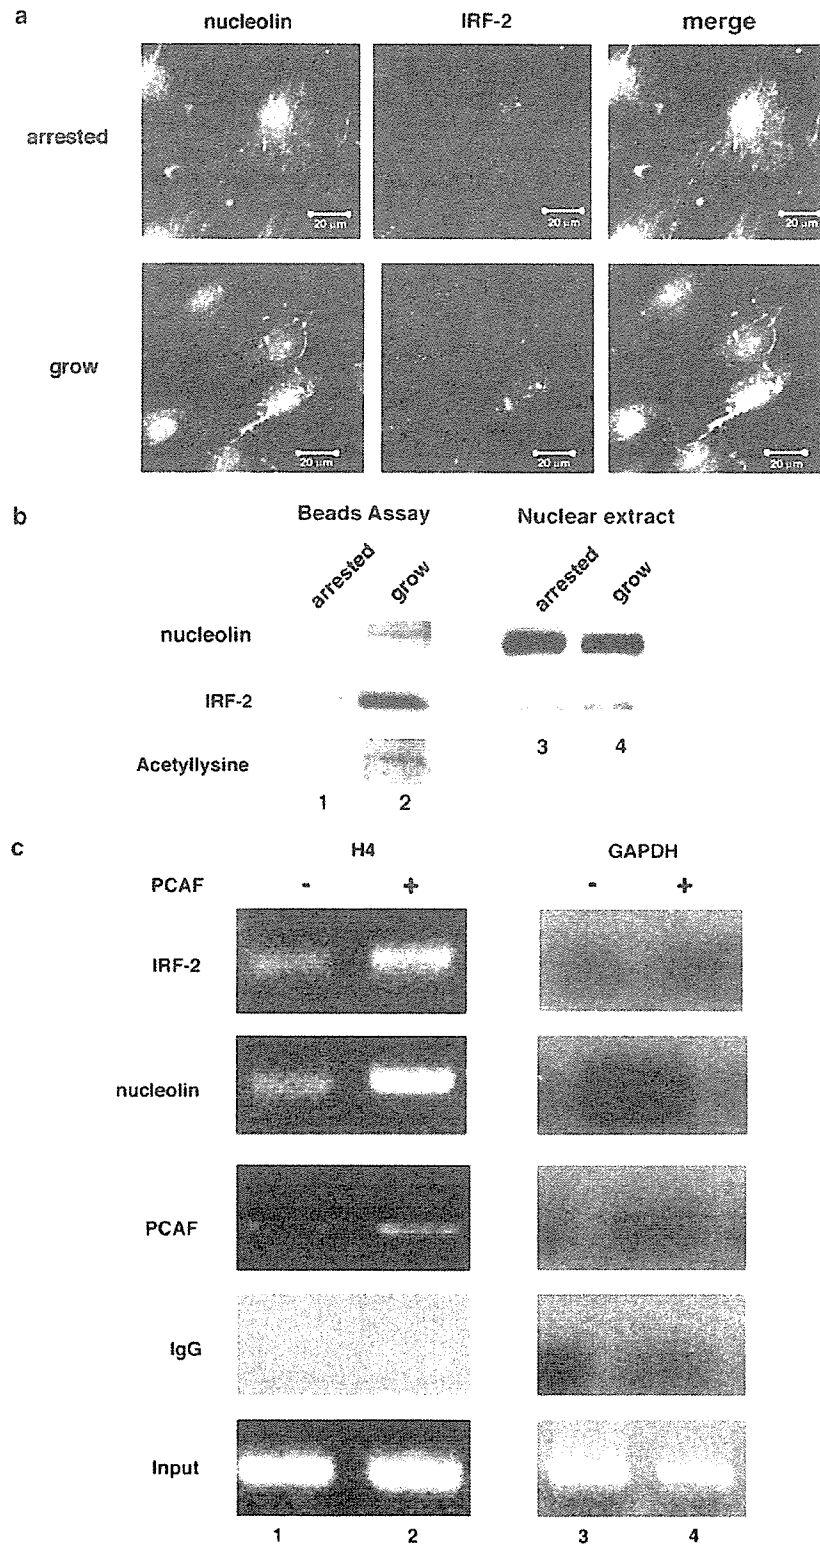 a
nucleolin IRF-2 merge
arrested
20 µm 20 µm 20 µm
grow
20 µm 20 µm 20 µm
b
Beads Assay Nuclear extract
arrested grow arrested grow
nucleolin
IRF-2
3 4
Acetyllysine
1 2
c
H4 GAPDH
PCAF - + - +
IRF-2
nucleolin
PCAF
IgG
Input
1 2 3 4